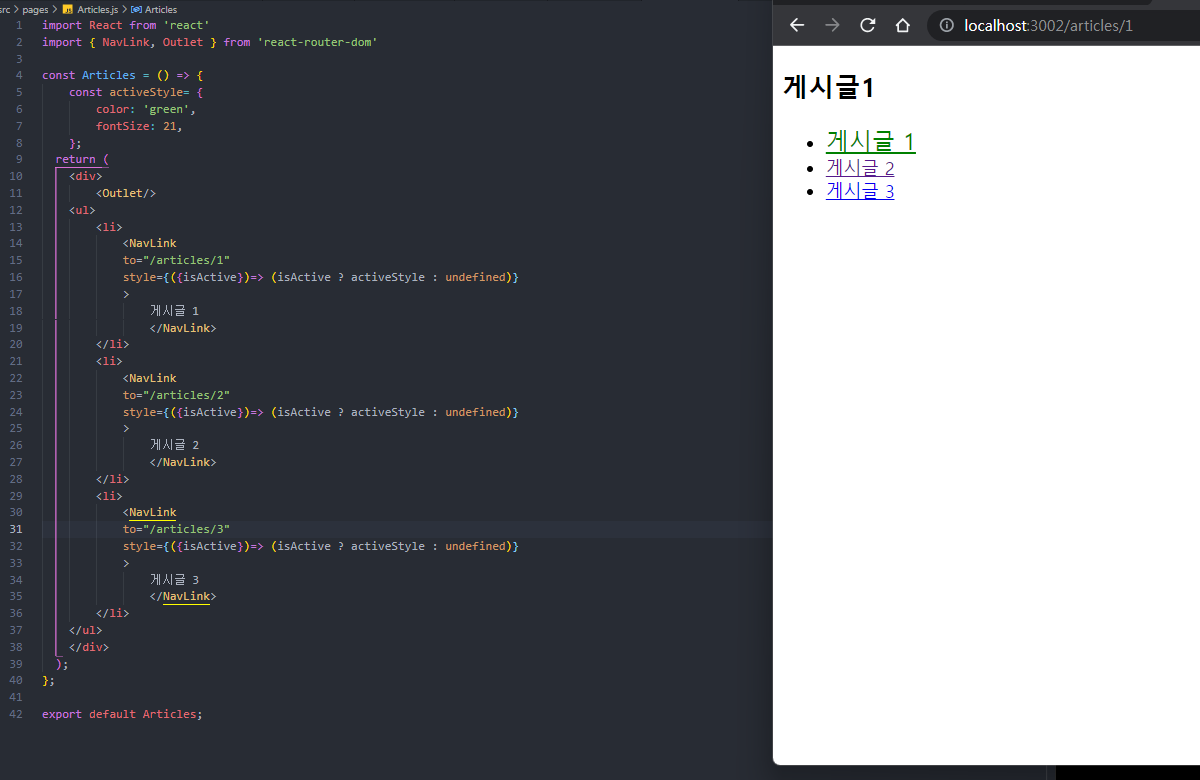 src > pages > JS Articles.js > Articles
1 import React from 'react'
2 import { NavLink, Outlet } from 'react-router-dom'
3
4 const Articles = () => {
5 const activeStyle= {
6 color: 'green',
7 fontSize: 21,
8 };
9 return (
10 <div>
11 <Outlet/>
12 <ul>
13 <li>
14 <NavLink
15 to="/articles/1"
16 style={({isActive})=> (isActive ? activeStyle : undefined)}
17 >
18 게시글 1
19 </NavLink>
20 </li>
21 <li>
22 <NavLink
23 to="/articles/2"
24 style={({isActive})=> (isActive ? activeStyle : undefined)}
25 >
26 게시글 2
27 </NavLink>
28 </li>
29 <li>
30 <NavLink
31 to="/articles/3"
32 style={({isActive})=> (isActive ? activeStyle : undefined)}
33 >
34 게시글 3
35 </NavLink>
36 </li>
37 </ul>
38 </div>
39 );
40 };
41
42 export default Articles;
localhost:3002/articles/1
게시글1
게시글 1
게시글 2
게시글 3